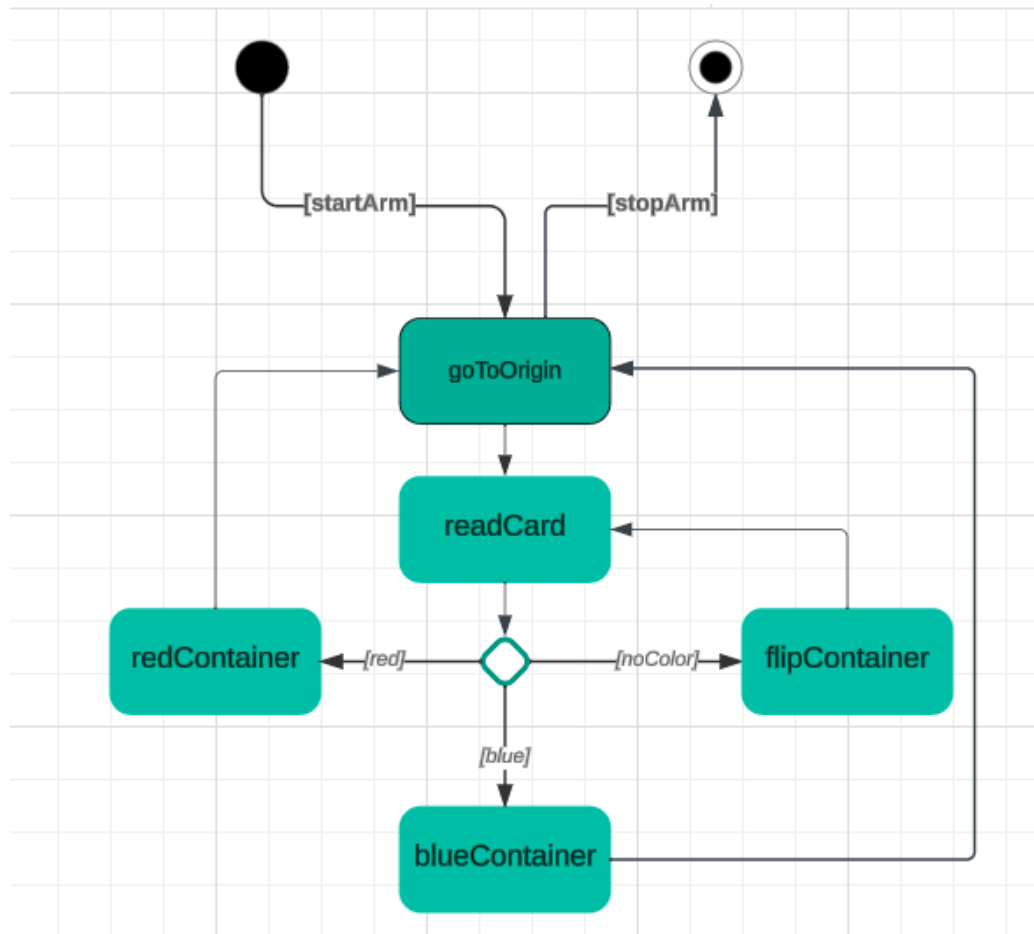 [startArm]
[stopArm]
goToOrigin
readCard
redContainer
[red]
[noColor]
flipContainer
[blue]
blueContainer